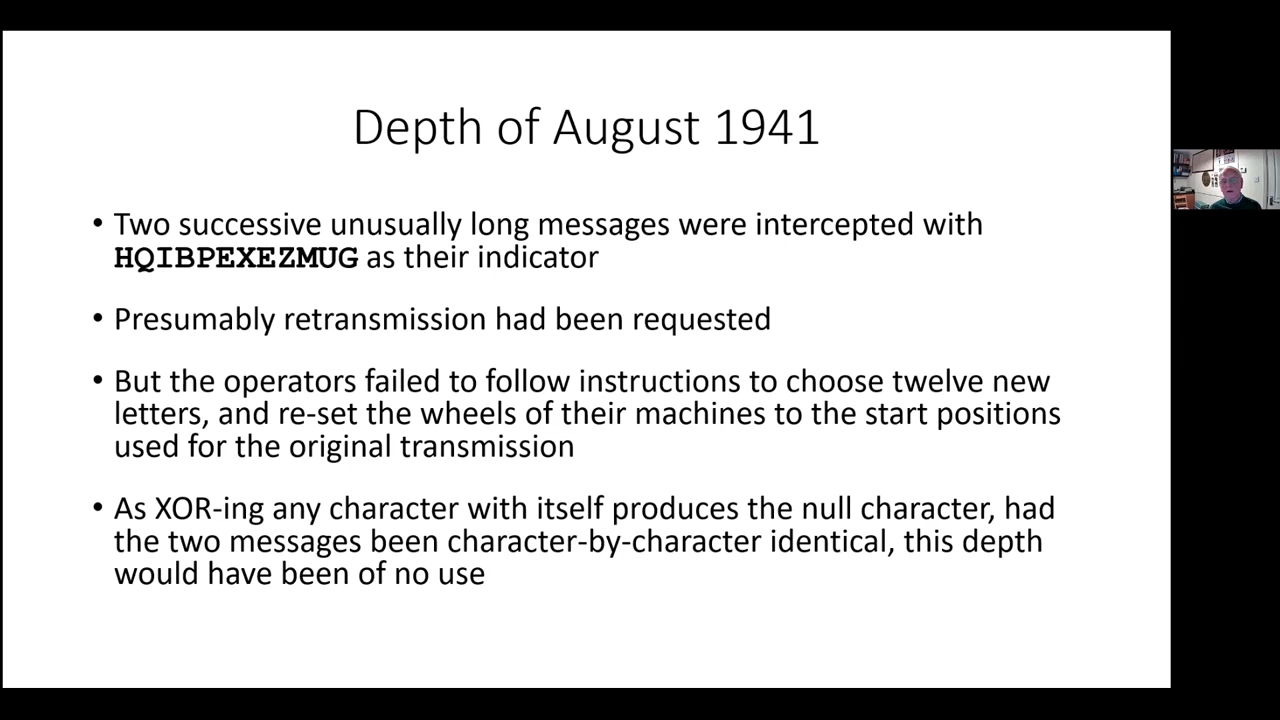 Depth of August 1941
• Two successive unusually long messages were intercepted with
HQIBPEXEZMUG as their indicator
• Presumably retransmission had been requested
• But the operators failed to follow instructions to choose twelve new
letters, and re-set the wheels of their machines to the start positions
used for the original transmission
• As XOR-ing any character with itself produces the null character, had
the two messages been character-by-character identical, this depth
would have been of no use